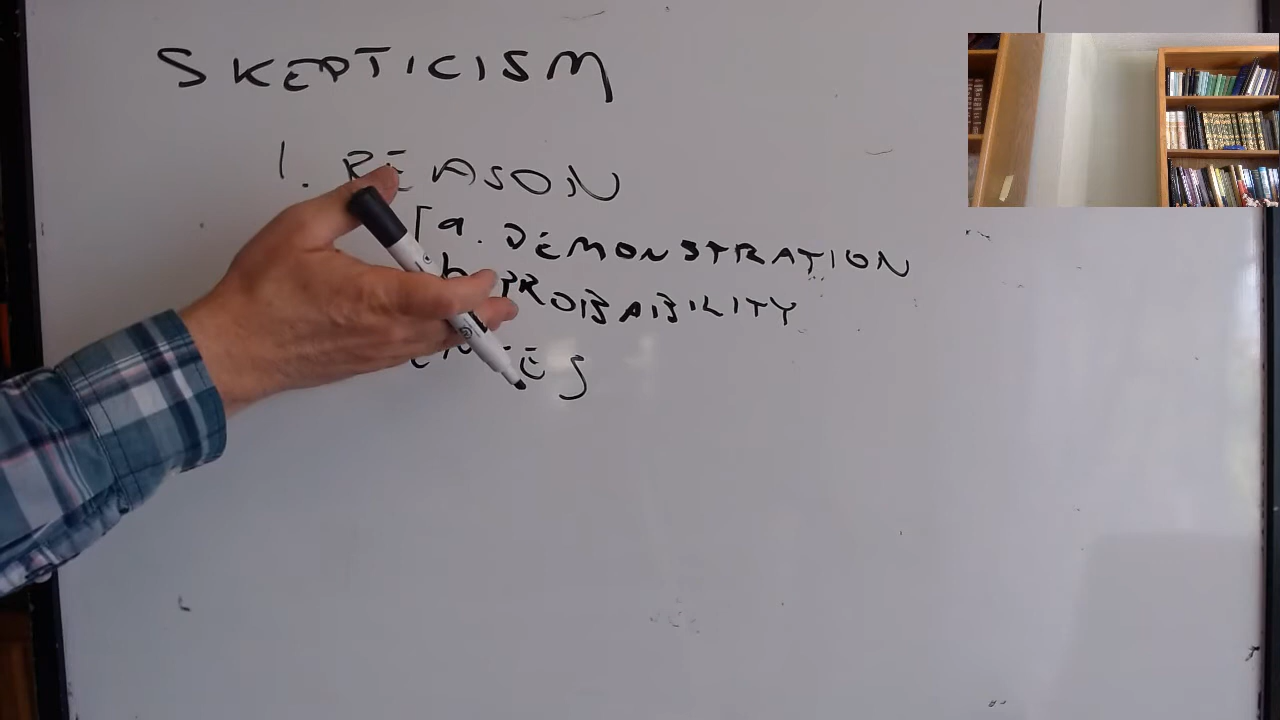 SKEPTICISM
1. REASON
[a. DEMONSTRATION
b. PROBABILITY